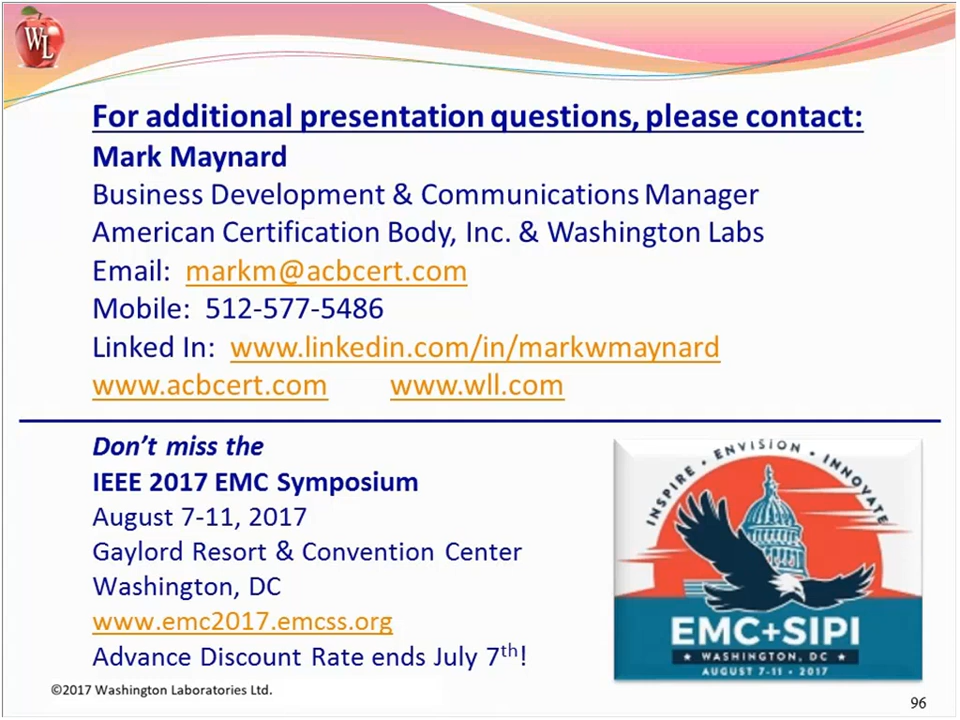 WL
For additional presentation questions, please contact:
Mark Maynard
Business Development & Communications Manager
American Certification Body, Inc. & Washington Labs
Email: markm@acbcert.com
Mobile: 512-577-5486
Linked In: www.linkedin.com/in/markwmaynard
www.acbcert.com www.wll.com
Don't miss the
IEEE 2017 EMC Symposium
August 7-11, 2017
Gaylord Resort & Convention Center
Washington, DC
www.emc2017.emcss.org
Advance Discount Rate ends July 7th!
INSPIRE • ENVISION • INNOVATE
EMC+SIPI
★ WASHINGTON, DC ★
AUGUST 7-11 • 2017
©2017 Washington Laboratories Ltd.
96